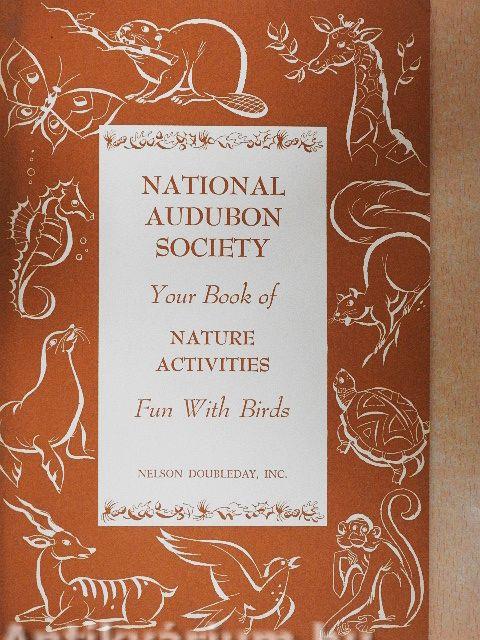 NATIONAL
AUDUBON
SOCIETY
Your Book of
NATURE
ACTIVITIES
Fun With Birds
NELSON DOUBLEDAY, INC.